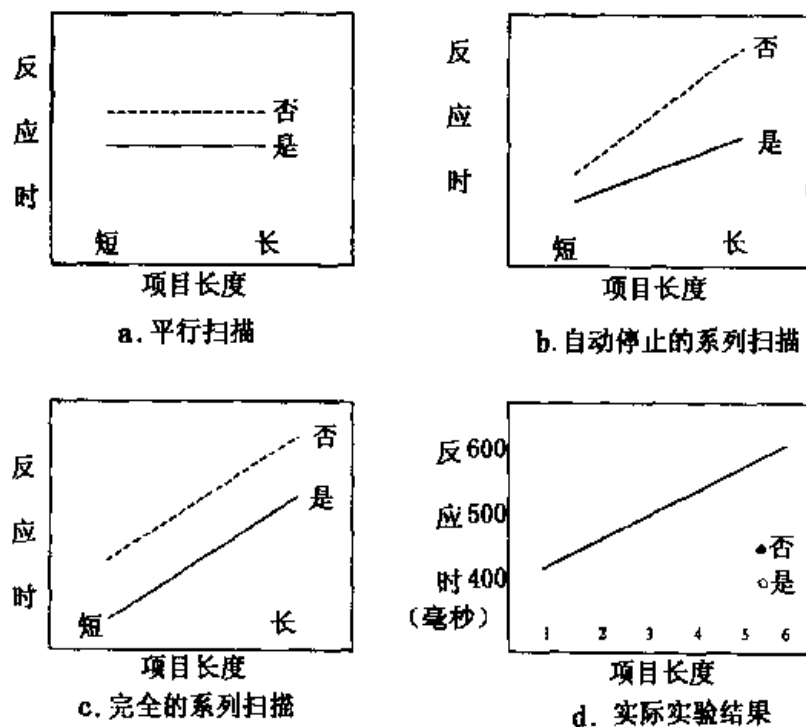 反应时
否
是
短 长
项目长度
a.平行扫描
反应时
否
是
短 长
项目长度
b.自动停止的系列扫描
反应时
否
是
短 长
项目长度
c.完全的系列扫描
反应时
(毫秒)
600
500
400
否
是
1 2 3 4 5 6
项目长度
d. 实际实验结果